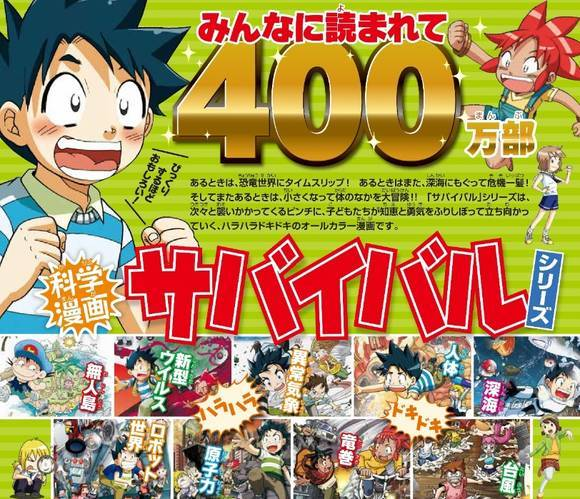 みんなに読まれて
400
万部
びっくり
するほど
おもしろい!
あるときは、恐竜世界にタイムスリップ! あるときはまた、深海にもぐって危機一髪!
そしてまたあるときは、小さくなって体のなかを大冒険!! 「サバイバル」シリーズは、
次々と襲いかかってくるピンチに、子どもたちが知恵と勇気をふりしぼって立ち向かっ
ていく、ハラハラドキドキのオールカラー漫画です。
科学
漫画
サバイバル
シリーズ
無人島
新型
ウイルス
異常気象
人体
深海
ハラハラ
ドキドキ
ロボット
世界
原子力
竜巻
台風